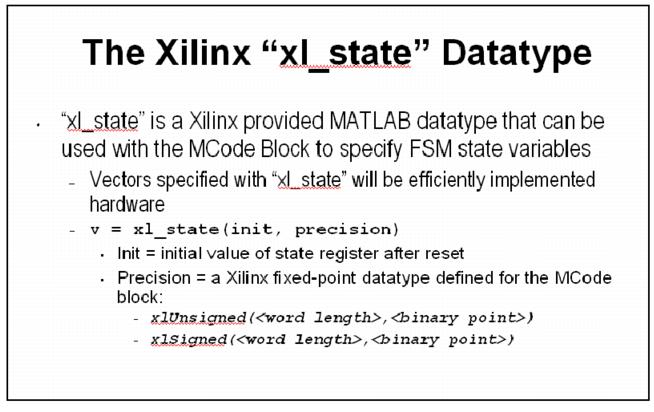 The Xilinx “xl_state” Datatype
“xl_state” is a Xilinx provided MATLAB datatype that can be
used with the MCode Block to specify FSM state variables
– Vectors specified with “xl_state” will be efficiently implemented
hardware
– v = xl_state(init, precision)
• Init = initial value of state register after reset
• Precision = a Xilinx fixed-point datatype defined for the MCode
block:
– xlUnsigned(<word length>,<binary point>)
– xlSigned(<word length>,<binary point>)